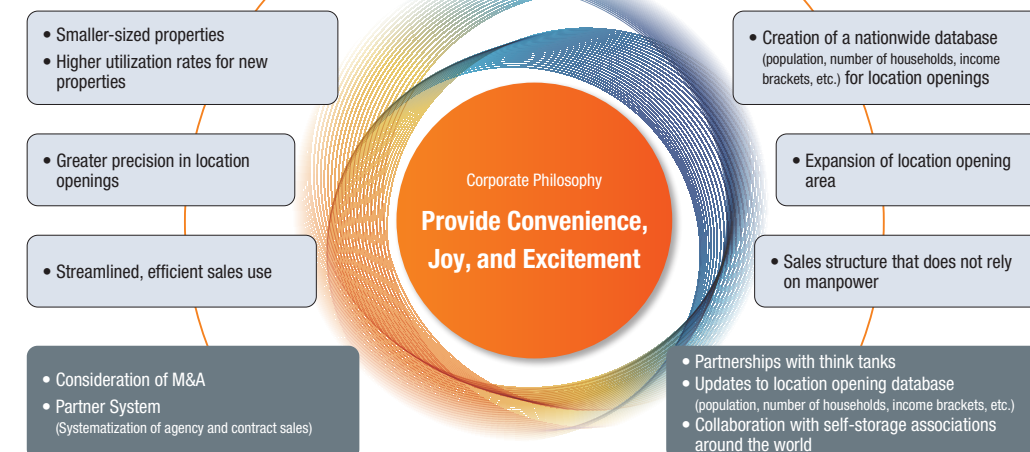 • Smaller-sized properties
• Higher utilization rates for new
properties
• Greater precision in location
openings
• Streamlined, efficient sales use
• Consideration of M&A
• Partner System
(Systematization of agency and contract sales)
Corporate Philosophy
Provide Convenience,
Joy, and Excitement
• Creation of a nationwide database
(population, number of households, income
brackets, etc.) for location openings
• Expansion of location opening
area
• Sales structure that does not rely
on manpower
• Partnerships with think tanks
• Updates to location opening database
(population, number of households, income brackets, etc.)
• Collaboration with self-storage associations
around the world